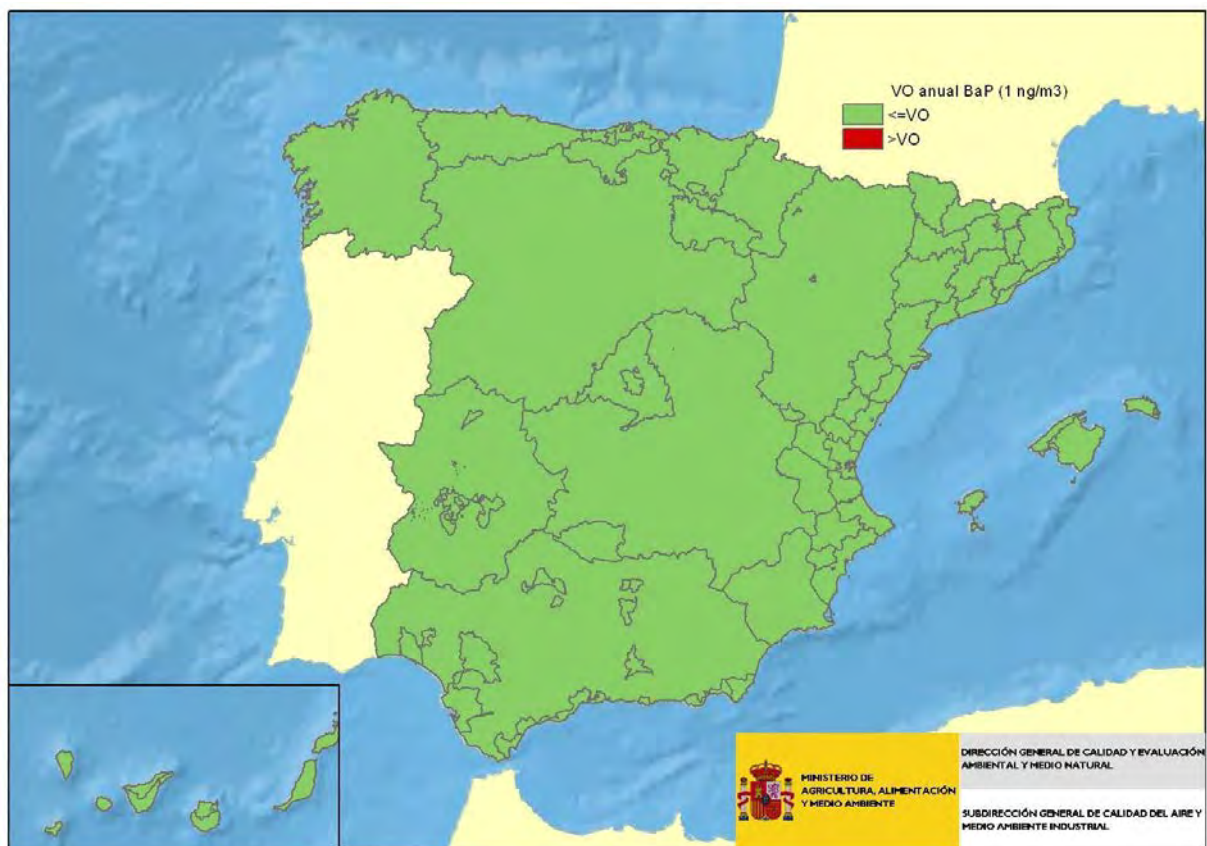 VO anual BaP (1 ng/m3)
<=VO
>VO
MINISTERIO DE
AGRICULTURA, ALIMENTACIÓN
Y MEDIO AMBIENTE
DIRECCIÓN GENERAL DE CALIDAD Y EVALUACIÓN
AMBIENTAL Y MEDIO NATURAL
SUBDIRECCIÓN GENERAL DE CALIDAD DEL AIRE Y
MEDIO AMBIENTE INDUSTRIAL